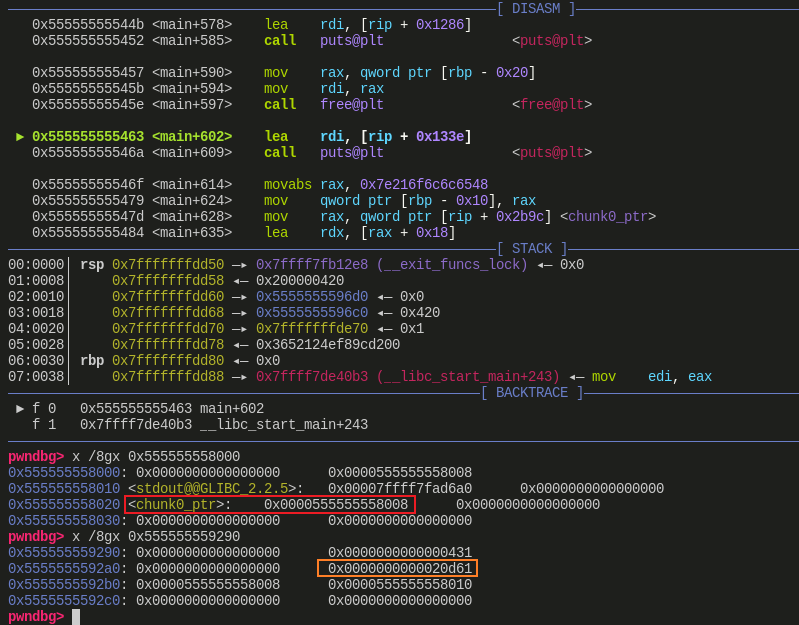 [ DISASM ]
0x55555555544b <main+578>    lea    rdi, [rip + 0x1286]
0x555555555452 <main+585>    call   puts@plt                <puts@plt>
0x555555555457 <main+590>    mov    rax, qword ptr [rbp - 0x20]
0x55555555545b <main+594>    mov    rdi, rax
0x55555555545e <main+597>    call   free@plt                <free@plt>
► 0x555555555463 <main+602>    lea    rdi, [rip + 0x133e]
0x55555555546a <main+609>    call   puts@plt                <puts@plt>
0x55555555546f <main+614>    movabs rax, 0x7e216f6c6c6548
0x555555555479 <main+624>    mov    qword ptr [rbp - 0x10], rax
0x55555555547d <main+628>    mov    rax, qword ptr [rip + 0x2b9c] <chunk0_ptr>
0x555555555484 <main+635>    lea    rdx, [rax + 0x18]
[ STACK ]
00:0000│ rsp 0x7fffffffdd50 —▸ 0x7ffff7fb12e8 (__exit_funcs_lock) ◂— 0x0
01:0008│     0x7fffffffdd58 ◂— 0x200000420
02:0010│     0x7fffffffdd60 —▸ 0x5555555596d0 ◂— 0x0
03:0018│     0x7fffffffdd68 —▸ 0x5555555596c0 ◂— 0x420
04:0020│     0x7fffffffdd70 —▸ 0x7fffffffde70 ◂— 0x1
05:0028│     0x7fffffffdd78 ◂— 0x3652124ef89cd200
06:0030│ rbp 0x7fffffffdd80 ◂— 0x0
07:0038│     0x7fffffffdd88 —▸ 0x7ffff7de40b3 (__libc_start_main+243) ◂— mov    edi, eax
[ BACKTRACE ]
► f 0   0x555555555463 main+602
f 1   0x7ffff7de40b3 __libc_start_main+243
pwndbg> x /8gx 0x555555558000
0x555555558000: 0x0000000000000000      0x0000555555558008
0x555555558010 <stdout@@GLIBC_2.2.5>:   0x00007ffff7fad6a0      0x0000000000000000
0x555555558020 <chunk0_ptr>:    0x0000555555558008      0x0000000000000000
0x555555558030: 0x0000000000000000      0x0000000000000000
pwndbg> x /8gx 0x555555559290
0x555555559290: 0x0000000000000000      0x0000000000000431
0x5555555592a0: 0x0000000000000000      0x0000000000020d61
0x5555555592b0: 0x0000555555558008      0x0000555555558010
0x5555555592c0: 0x0000000000000000      0x0000000000000000
pwndbg>